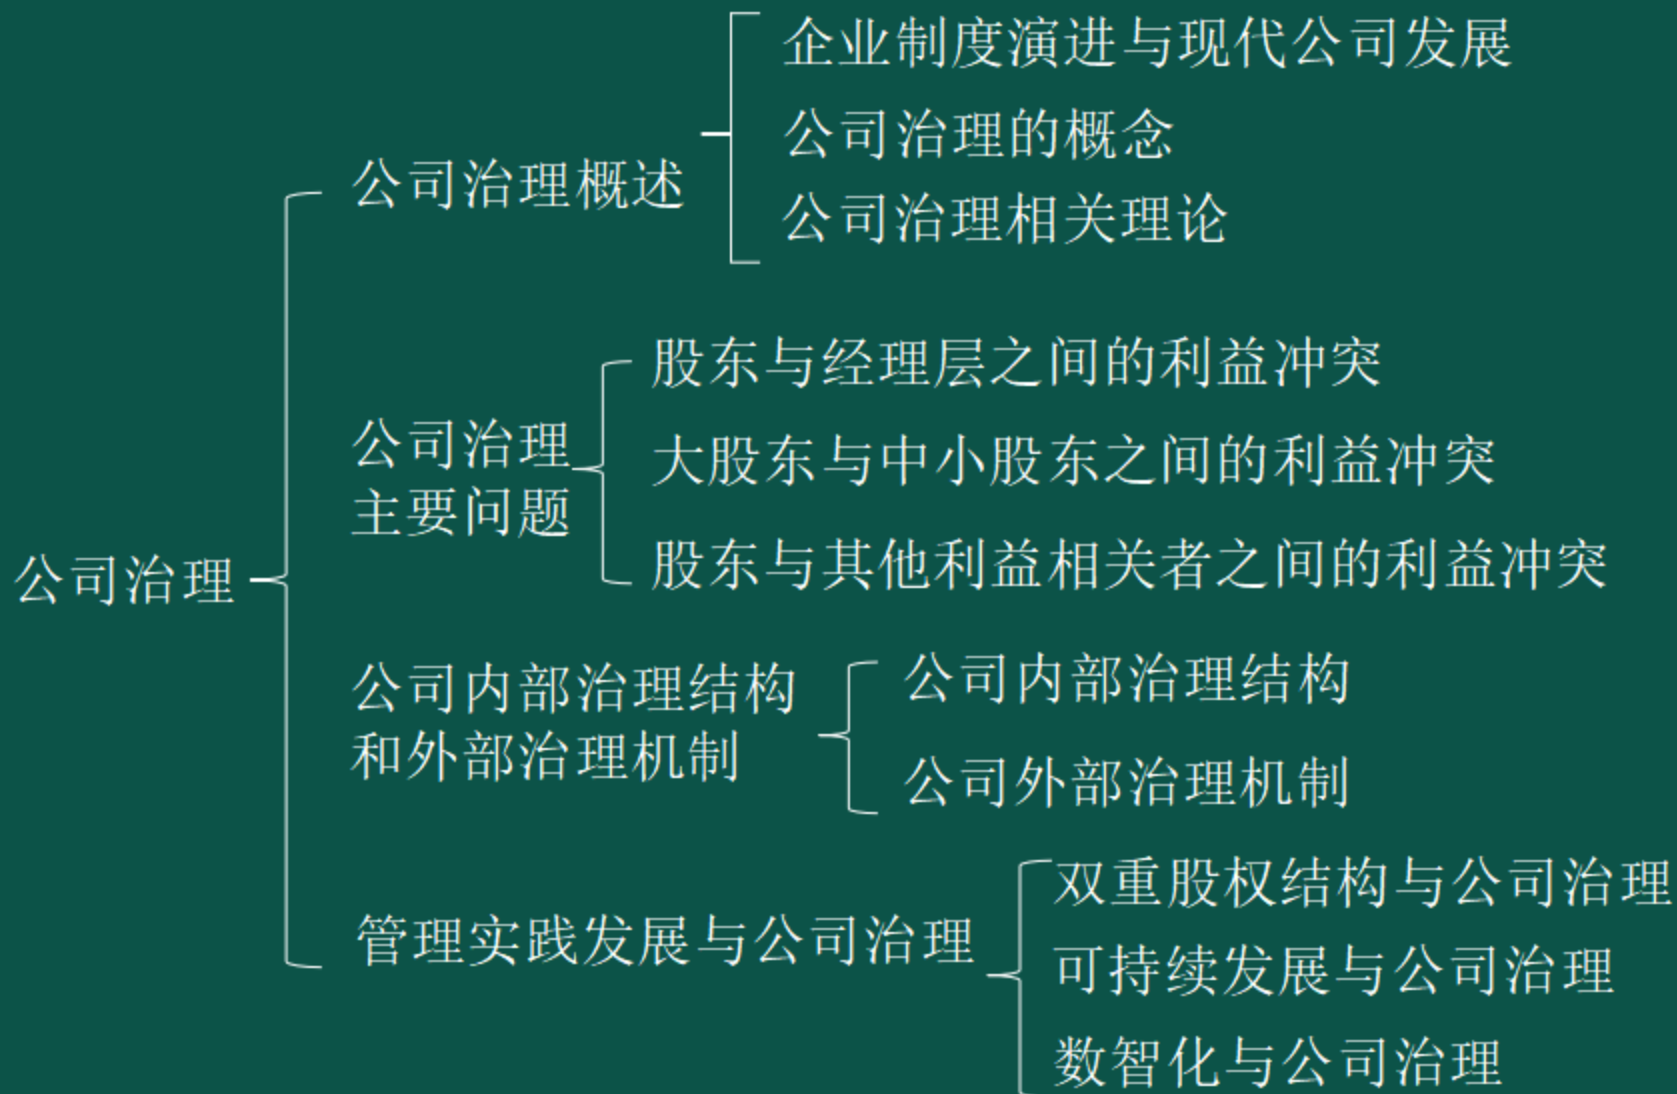 公司治理
公司治理概述
企业制度演进与现代公司发展
公司治理的概念
公司治理相关理论
公司治理
主要问题
股东与经理层之间的利益冲突
大股东与中小股东之间的利益冲突
股东与其他利益相关者之间的利益冲突
公司内部治理结构
和外部治理机制
公司内部治理结构
公司外部治理机制
管理实践发展与公司治理
双重股权结构与公司治理
可持续发展与公司治理
数智化与公司治理